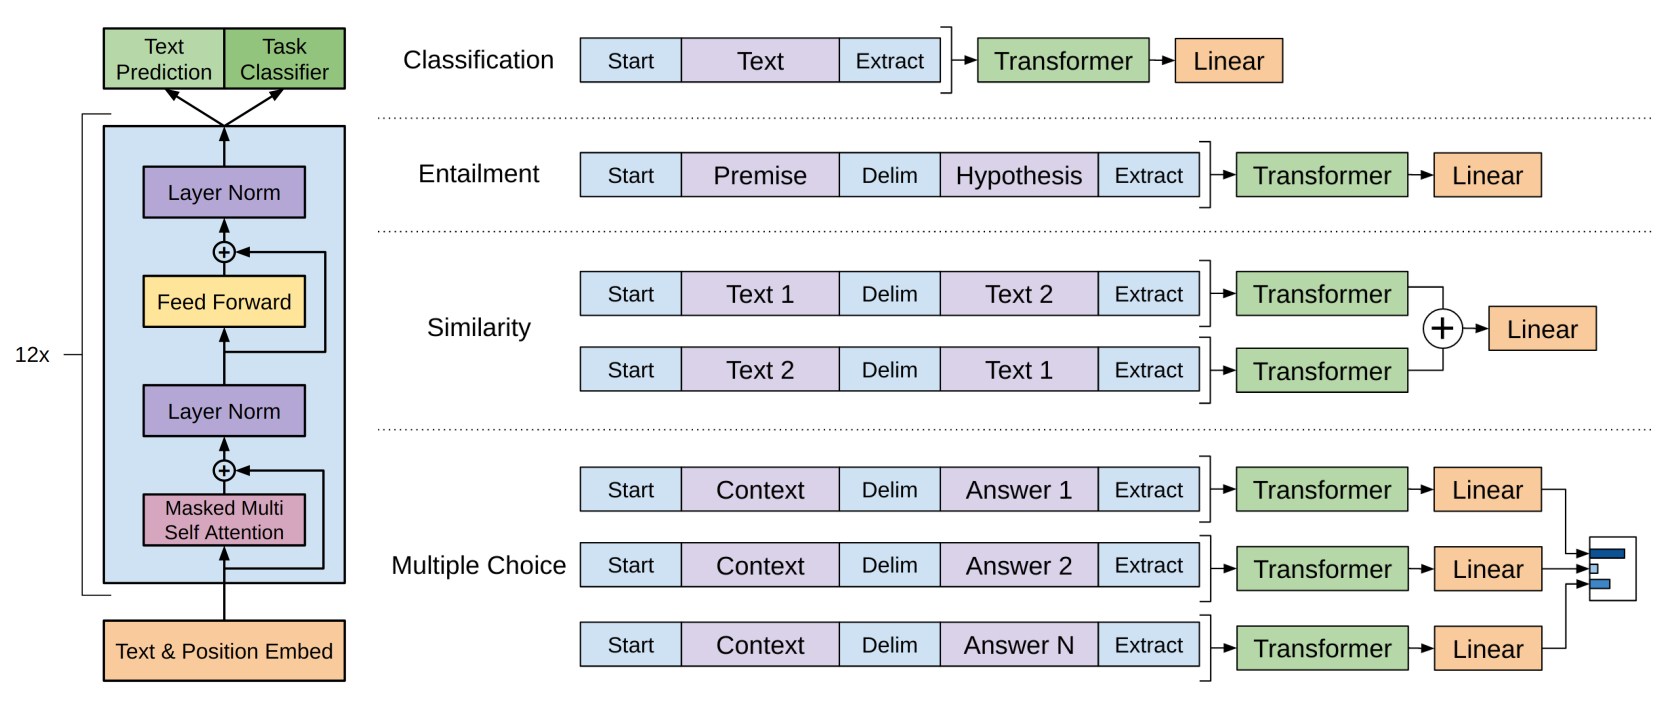 Text
Prediction
Task
Classifier
12x
Layer Norm
Feed Forward
Layer Norm
Masked Multi
Self Attention
Text & Position Embed
Classification
Start Text Extract Transformer Linear
Entailment
Start Premise Delim Hypothesis Extract Transformer Linear
Similarity
Start Text 1 Delim Text 2 Extract Transformer
Linear
Start Text 2 Delim Text 1 Extract Transformer
Multiple Choice
Start Context Delim Answer 1 Extract Transformer Linear
Start Context Delim Answer 2 Extract Transformer Linear
Start Context Delim Answer N Extract Transformer Linear